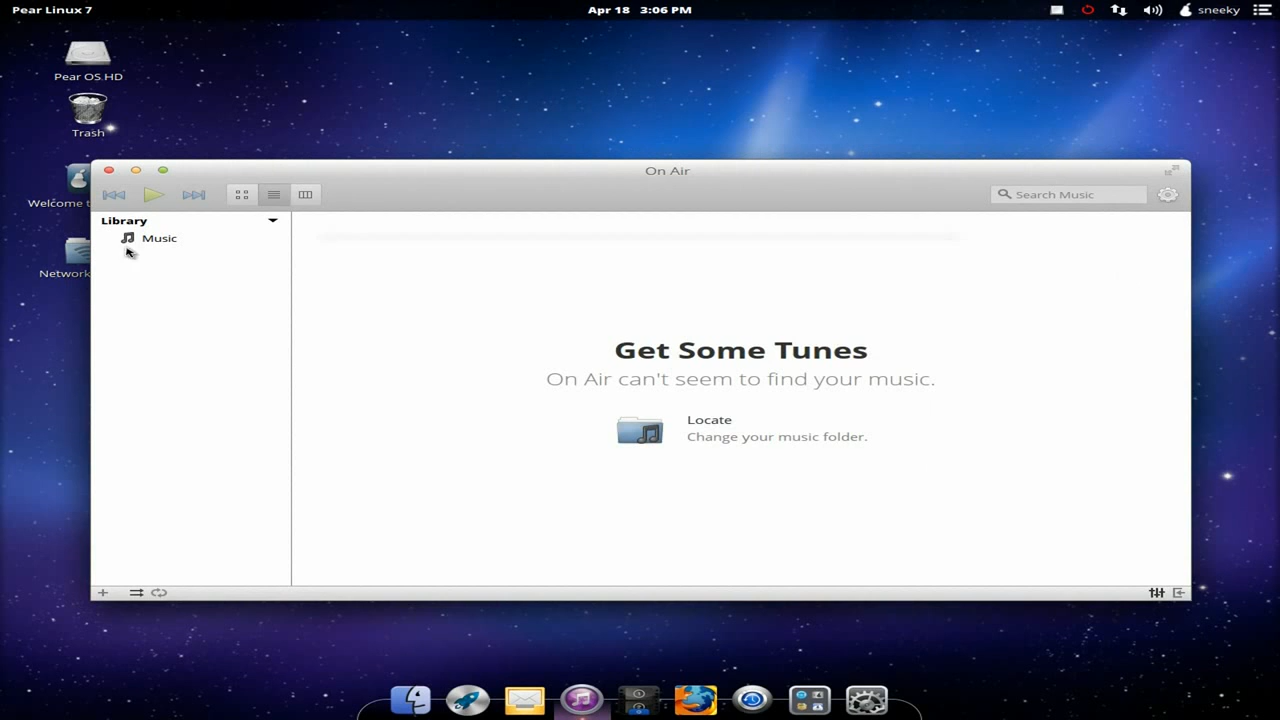 Pear Linux 7
Apr 18 3:06 PM
sneeky
Pear OS HD
Trash
Welcome t
Network
On Air
Search Music
Library
Music
Get Some Tunes
On Air can't seem to find your music.
Locate
Change your music folder.